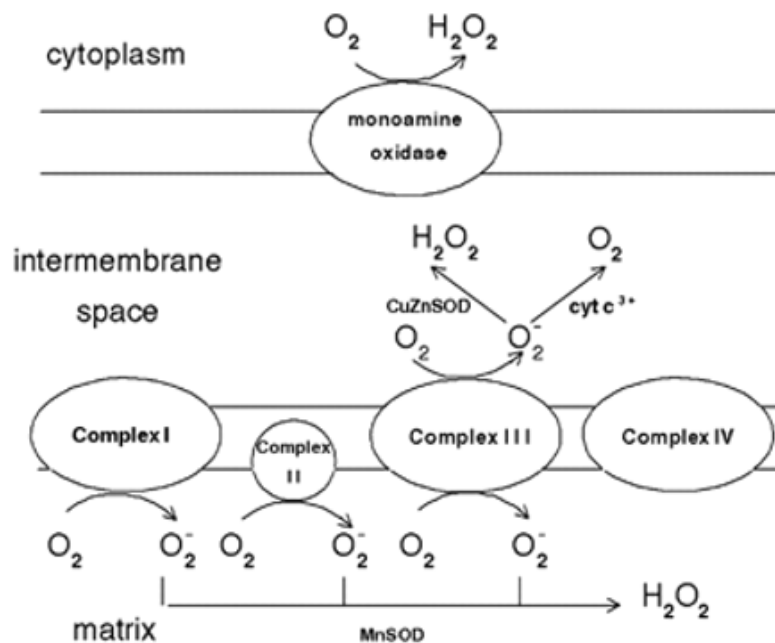 O₂ H₂O₂
cytoplasm
monoamine
oxidase
H₂O₂ O₂
intermembrane
space
CuZnSOD cyt c³⁺
O₂ O₂⁻
Complex I
Complex II
Complex III
Complex IV
O₂ O₂⁻ O₂ O₂⁻ O₂ O₂⁻
H₂O₂
matrix
MnSOD